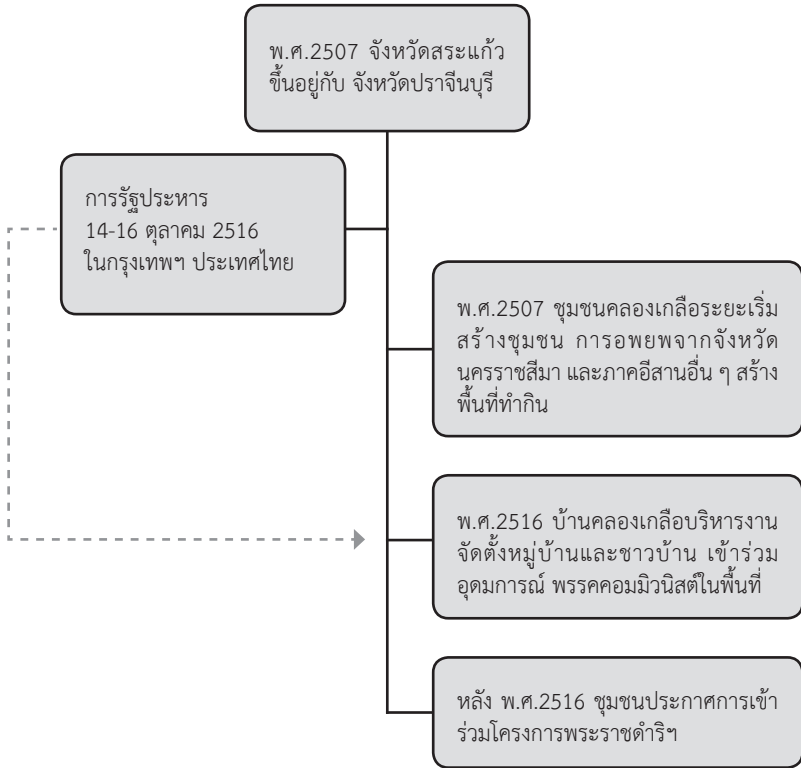 พ.ศ.2507 จังหวัดสระแก้ว
ขึ้นอยู่กับ จังหวัดปราจีนบุรี
การรัฐประหาร
14-16 ตุลาคม 2516
ในกรุงเทพฯ ประเทศไทย
พ.ศ.2507 ชุมชนคลองเกลือระยะเริ่ม
สร้างชุมชน การอพยพจากจังหวัด
นครราชสีมา และภาคอีสานอื่น ๆ สร้าง
พื้นที่ทำกิน
พ.ศ.2516 บ้านคลองเกลือบริหารงาน
จัดตั้งหมู่บ้านและชาวบ้าน เข้าร่วม
อุดมการณ์ พรรคคอมมิวนิสต์ในพื้นที่
หลัง พ.ศ.2516 ชุมชนประกาศการเข้า
ร่วมโครงการพระราชดำริฯ